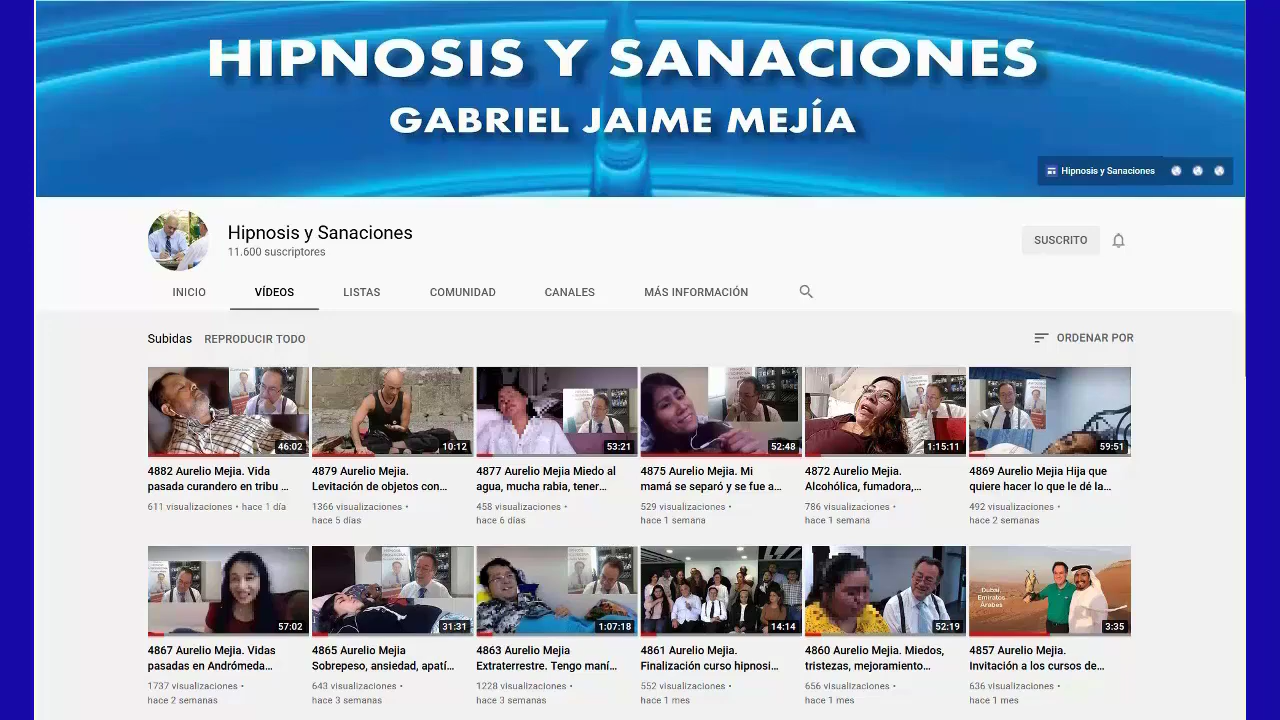 HIPNOSIS Y SANACIONES
GABRIEL JAIME MEJÍA
Hipnosis y Sanaciones
Hipnosis y Sanaciones
11.600 suscriptores
SUSCRITO
INICIO VÍDEOS LISTAS COMUNIDAD CANALES MÁS INFORMACIÓN
Subidas REPRODUCIR TODO ORDENAR POR
46:02
4882 Aurelio Mejia. Vida
pasada curandero en tribu ...
611 visualizaciones • hace 1 día
10:12
4879 Aurelio Mejia.
Levitación de objetos con...
1366 visualizaciones •
hace 5 días
53:21
4877 Aurelio Mejia Miedo al
agua, mucha rabia, tener...
458 visualizaciones •
hace 6 días
52:48
4875 Aurelio Mejia. Mi
mamá se separó y se fue a...
529 visualizaciones •
hace 1 semana
1:15:11
4872 Aurelio Mejia.
Alcohólica, fumadora,...
786 visualizaciones •
hace 1 semana
59:51
4869 Aurelio Mejia Hija que
quiere hacer lo que le dé la...
492 visualizaciones •
hace 2 semanas
57:02
4867 Aurelio Mejia. Vidas
pasadas en Andrómeda...
1737 visualizaciones •
hace 2 semanas
31:31
4865 Aurelio Mejia
Sobrepeso, ansiedad, apatí...
643 visualizaciones •
hace 3 semanas
1:07:18
4863 Aurelio Mejia
Extraterrestre. Tengo maní...
1228 visualizaciones •
hace 3 semanas
14:14
4861 Aurelio Mejia.
Finalización curso hipnosi...
552 visualizaciones •
hace 1 mes
52:19
4860 Aurelio Mejia. Miedos,
tristezas, mejoramiento...
656 visualizaciones •
hace 1 mes
Dubai,
Emiratos
Árabes
3:35
4857 Aurelio Mejia.
Invitación a los cursos de...
636 visualizaciones •
hace 1 mes